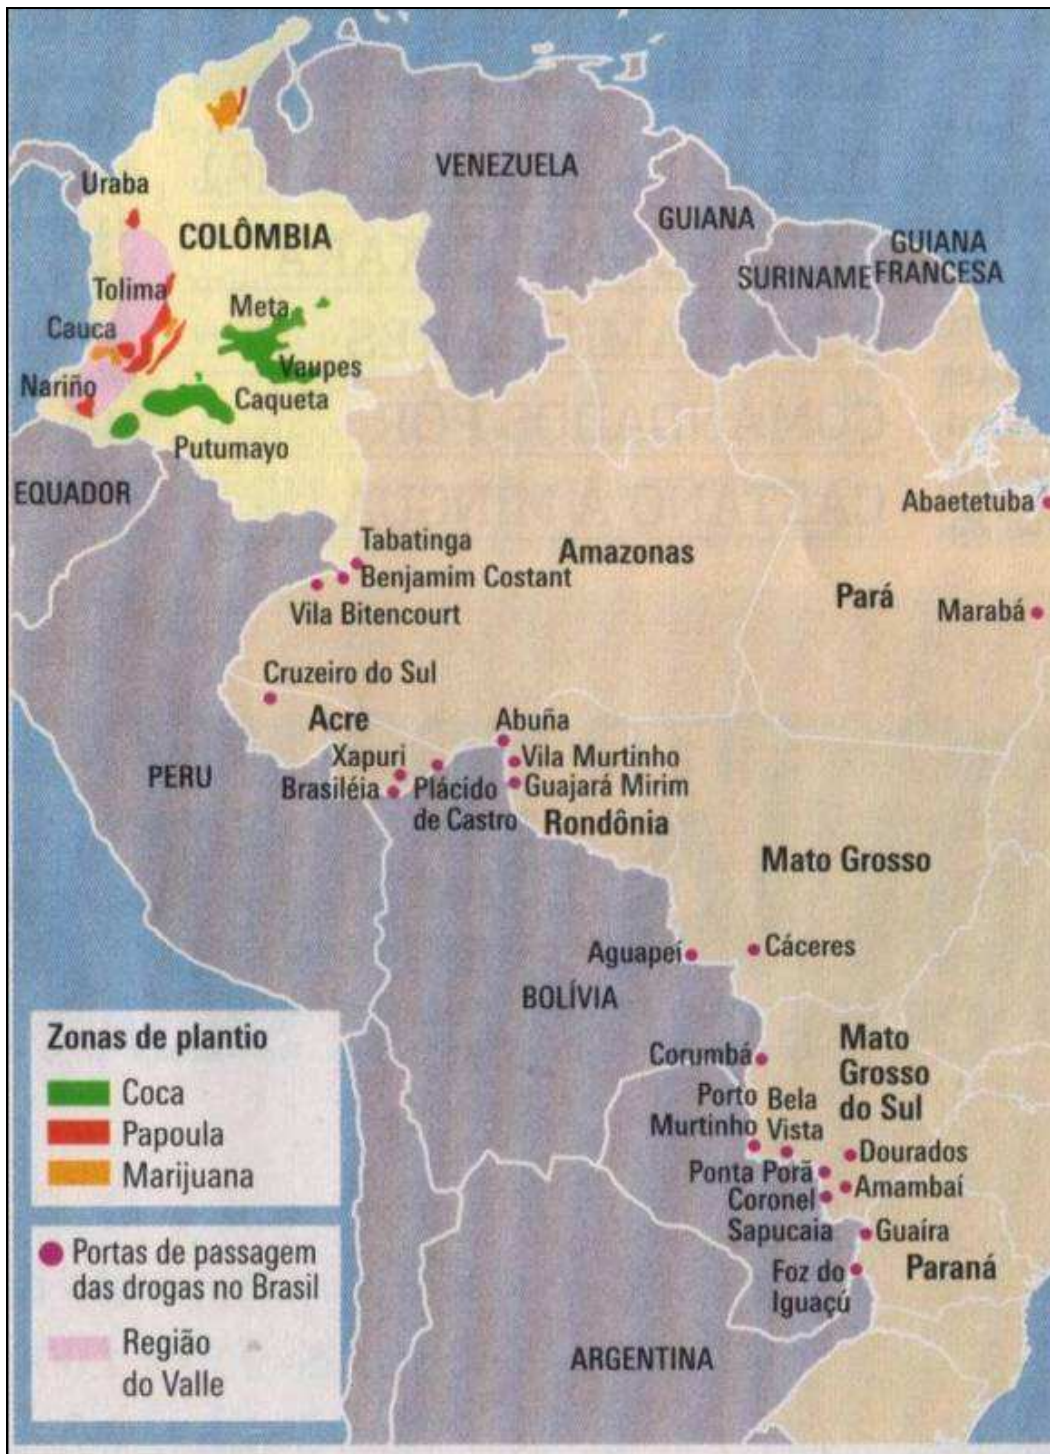 VENEZUELA
Uraba
GUIANA
COLÔMBIA
GUIANA
FRANCESA
SURINAME
Tolima
Meta
Cauca
Vaupes
Nariño
Caqueta
Putumayo
EQUADOR
Abaetetuba
Tabatinga
Amazonas
Benjamim Costant
Pará
Vila Bitencourt
Marabá
Cruzeiro do Sul
Acre
Abuña
Xapuri
Vila Murtinho
PERU
Brasiléia
Plácido
de Castro
Guajará Mirim
Rondônia
Mato Grosso
Aguapeí
Cáceres
BOLÍVIA
Zonas de plantio
Coca
Papoula
Marijuana
Mato
Grosso
do Sul
Corumbá
Porto
Murtinho
Bela
Vista
Dourados
Ponta Porã
Amambaí
Coronel
Sapucaia
Guaíra
Paraná
Foz do
Iguaçú
Portas de passagem
das drogas no Brasil
Região
do Valle
ARGENTINA